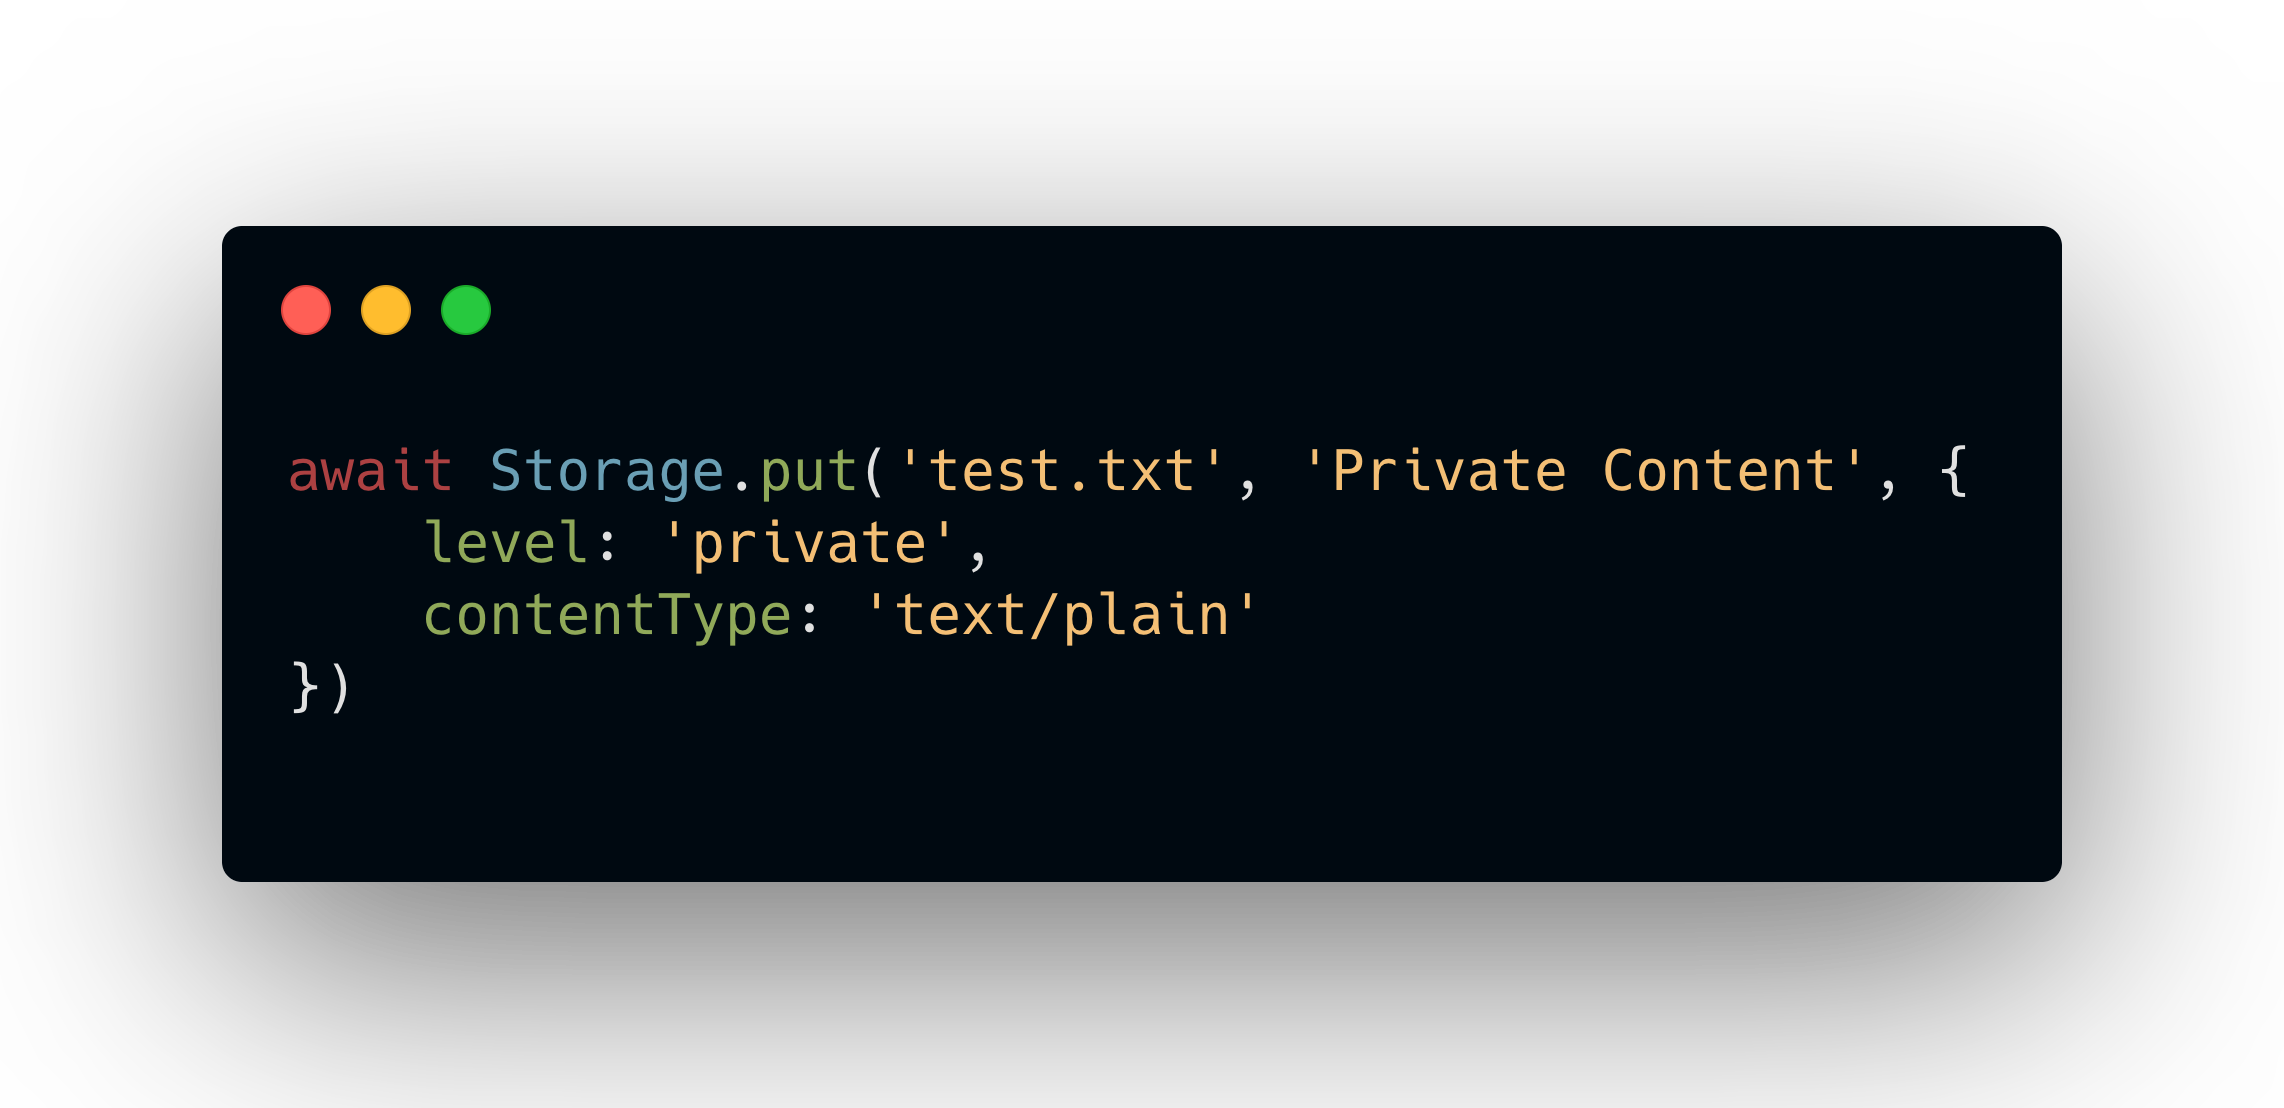 await Storage.put('test.txt', 'Private Content', {
    level: 'private',
    contentType: 'text/plain'
})